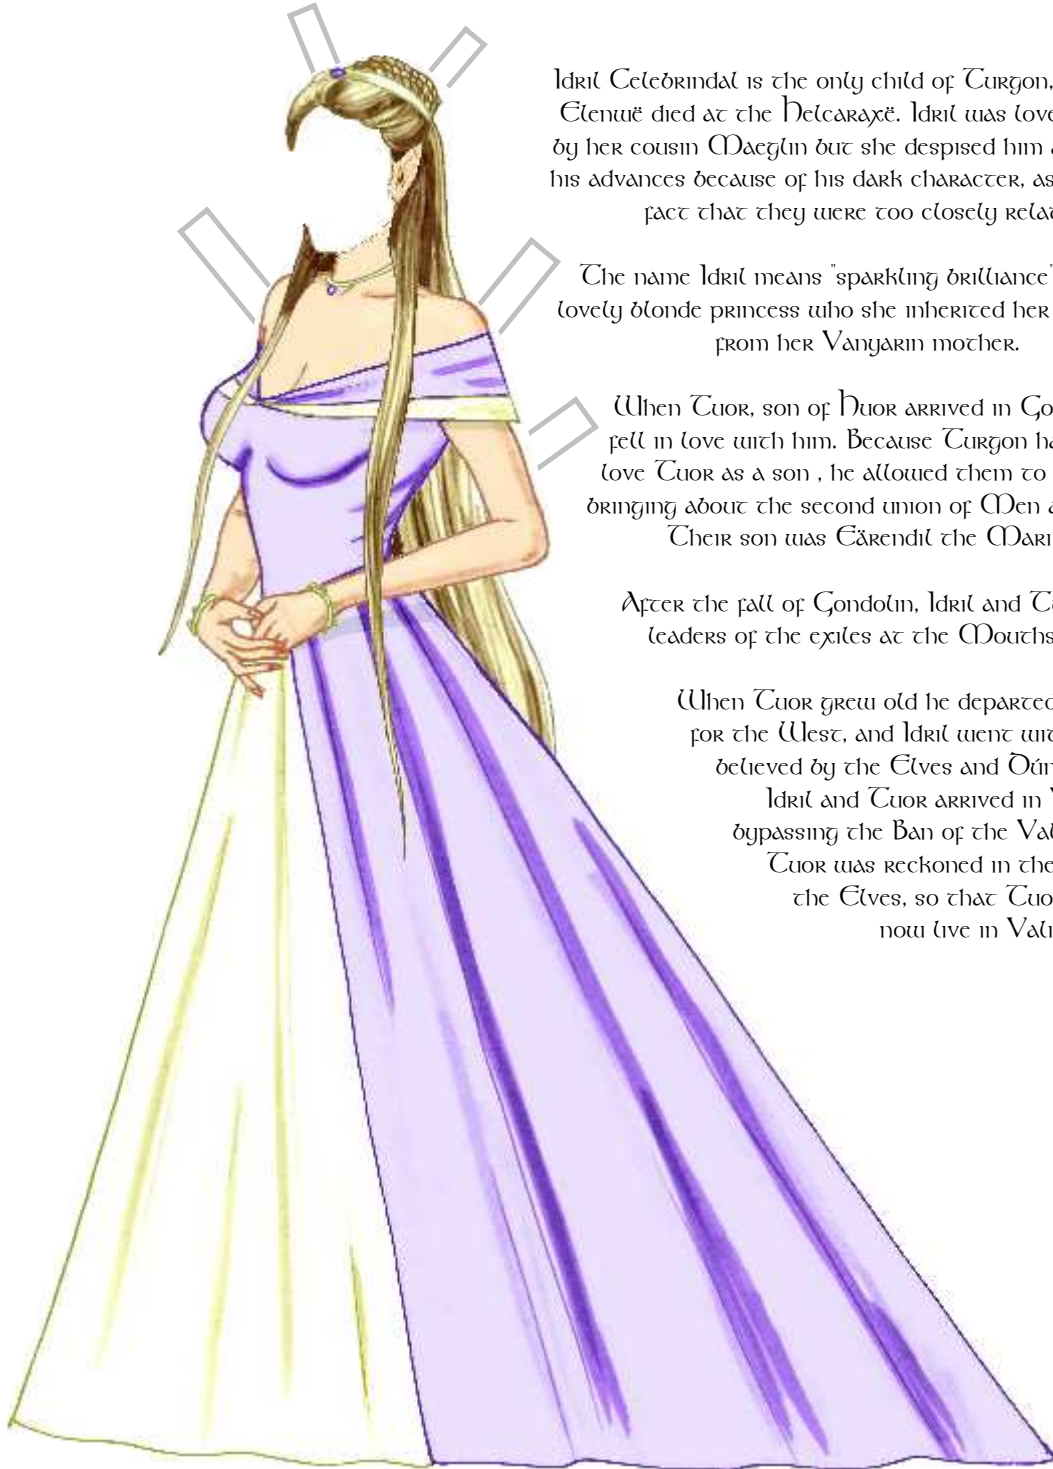 Idril Celebrindal is the only child of Turgon,
Elenwë died at the Helcaraxë. Idril was love
by her cousin Maeglin but she despised him
his advances because of his dark character, as
fact that they were too closely rela
The name Idril means "sparkling brilliance"
lovely blonde princess who she inherited her
from her Vanyarin mother.
When Tuor, son of Huor arrived in Go
fell in love with him. Because Turgon ha
love Tuor as a son , he allowed them to
bringing about the second union of Men a
Their son was Eärendil the Mari
After the fall of Gondolin, Idril and T
leaders of the exiles at the Mouths
When Tuor grew old he departed
for the West, and Idril went wit
believed by the Elves and Dún
Idril and Tuor arrived in
bypassing the Ban of the Val
Tuor was reckoned in the
the Elves, so that Tuo
now live in Vali